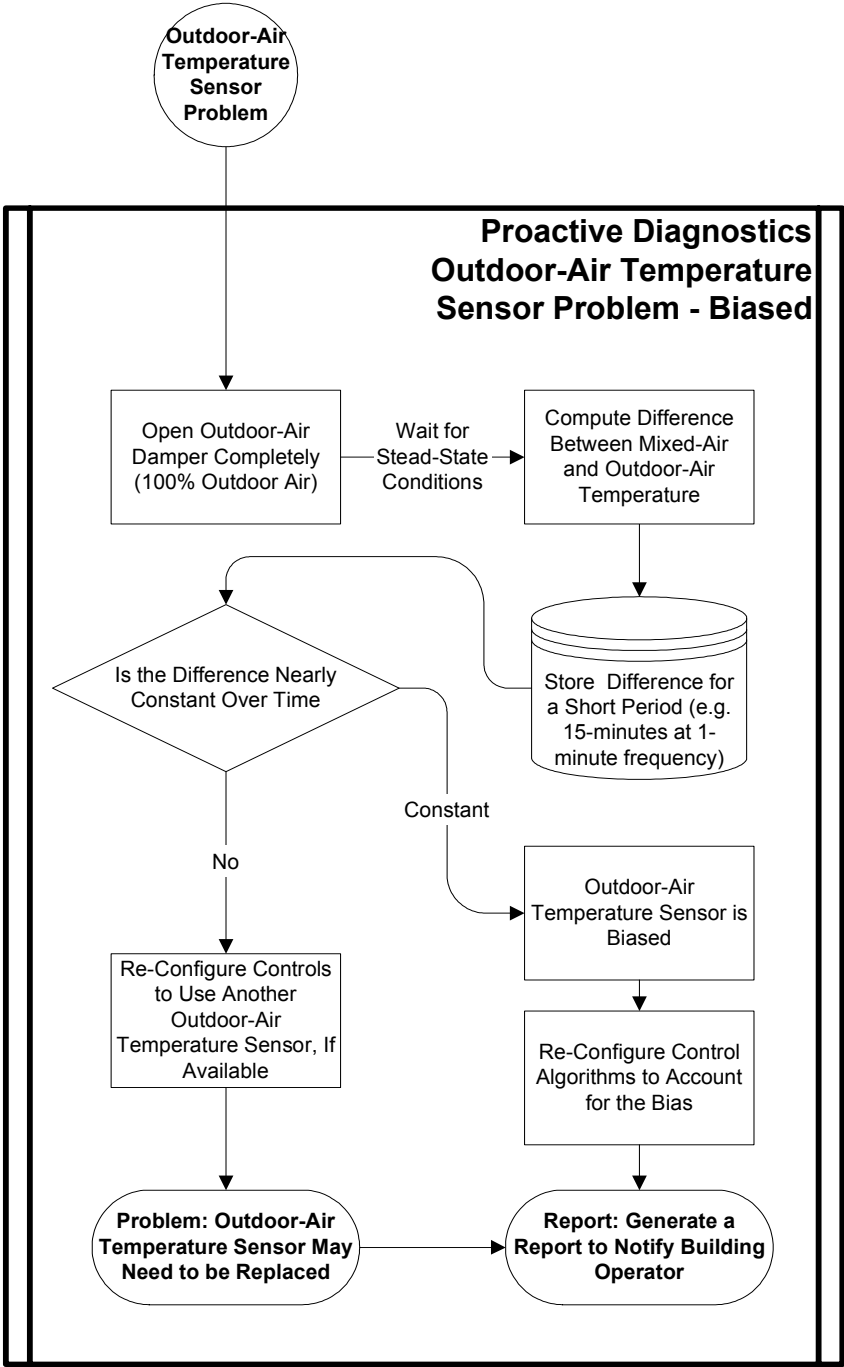 Outdoor-Air
Temperature
Sensor
Problem
Proactive Diagnostics
Outdoor-Air Temperature
Sensor Problem - Biased
Open Outdoor-Air
Damper Completely
(100% Outdoor Air)
Wait for
Stead-State
Conditions
Compute Difference
Between Mixed-Air
and Outdoor-Air
Temperature
Store Difference for
a Short Period (e.g.
15-minutes at 1-
minute frequency)
Is the Difference Nearly
Constant Over Time
Constant
No
Outdoor-Air
Temperature Sensor is
Biased
Re-Configure Controls
to Use Another
Outdoor-Air
Temperature Sensor, If
Available
Re-Configure Control
Algorithms to Account
for the Bias
Problem: Outdoor-Air
Temperature Sensor May
Need to be Replaced
Report: Generate a
Report to Notify Building
Operator